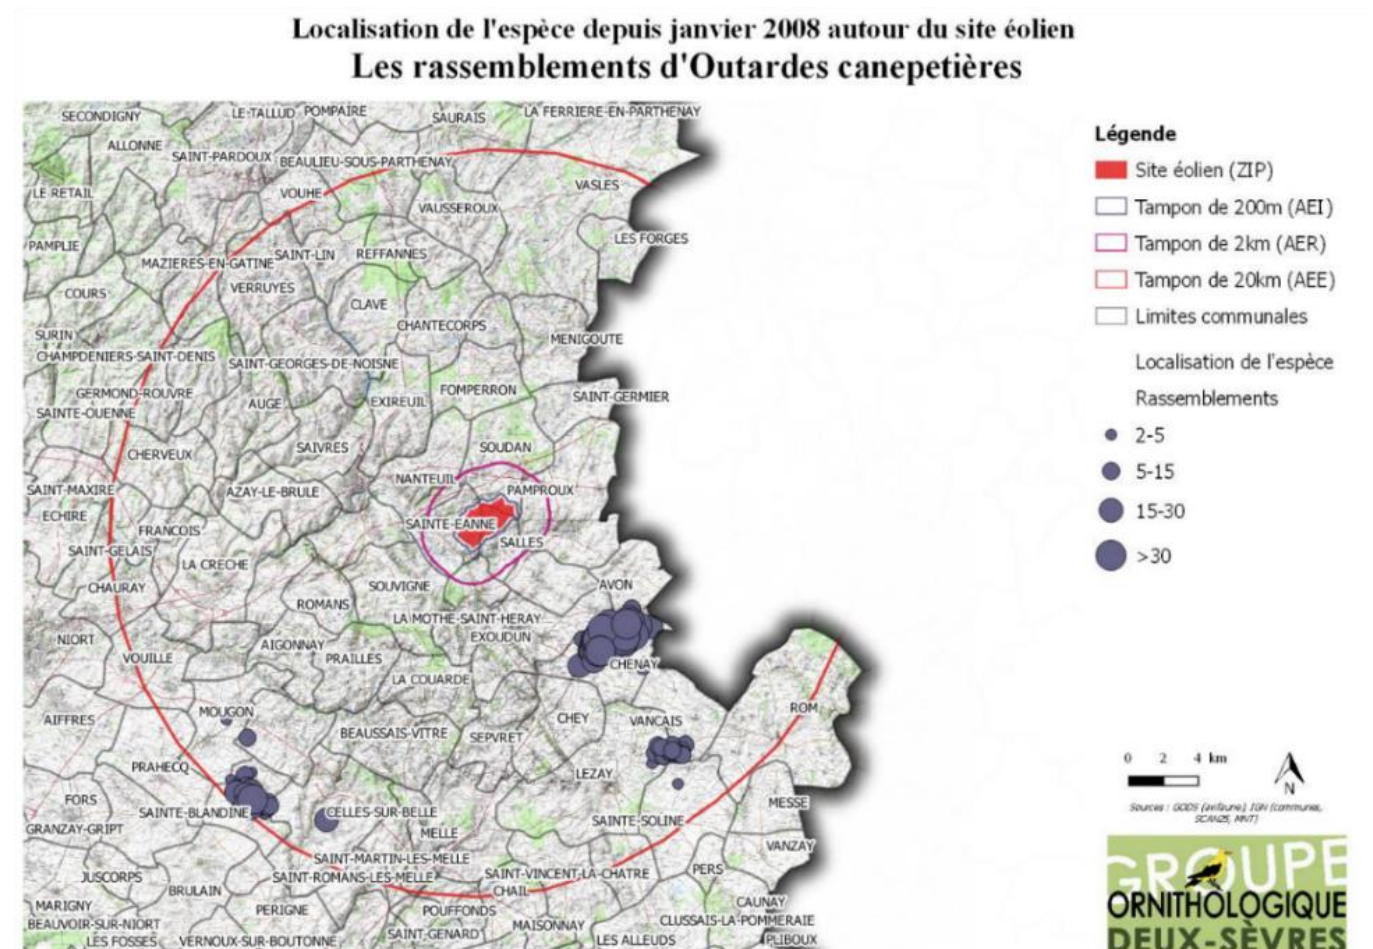 Localisation de l'espèce depuis janvier 2008 autour du site éolien
Les rassemblements d'Outardes canepetières
SECONDIGNY
LE-TALLUD
POMPAIRE
SAURAIS
LA FERRIERE-EN-PARTHENAY
ALLONNE
SAINT-PARDOUX
BEAULIEU-SOUS-PARTHENAY
LE RETAIL
VOUHE
VASLES
VAUSSEROUX
PAMPLIE
LES FORGES
MAZIERES-EN-GATINE
SAINT-LIN
REFFANNES
COURS
VERRUYES
CLAVE
SURIN
CHANTECORPS
MENIGOUTE
CHAMPDENIERS-SAINT-DENIS
SAINT-GEORGES-DE-NOISNE
GERMOND-ROUVRE
AUGE
EXIREUIL
FOMPERRON
SAINT-GERMIER
SAINTE-OUENNE
CHERVEUX
SAIVRES
SOUDAN
NANTEUIL
SAINT-MAXIRE
AZAY-LE-BRULE
PAMPROUX
ECHIRE
FRANCOIS
SAINTE-EANNE
SAINT-GELAIS
SALLES
LA CRECHE
CHAURAY
SOUVIGNE
AVON
ROMANS
LA MOTHE-SAINT-HERAY
NIORT
AIGONNAY
EXOUDUN
VOUILLE
PRAILLES
CHENAY
LA COUARDE
AIFFRES
MOUGON
BEAUSSAIS-VITRE
SEPVRET
CHEY
VANCAIS
ROM
PRAHECQ
LEZAY
FORS
SAINTE-BLANDINE
CELLES-SUR-BELLE
MESSE
GRANZAY-GRIPT
MELLE
SAINTE-SOLINE
VANZAY
SAINT-MARTIN-LES-MELLE
JUSCORPS
SAINT-ROMANS-LES-MELLE
SAINT-VINCENT-LA-CHATRE
PERS
BRULAIN
CHAIL
MARIGNY
PERIGNE
POUFFONDS
CAUNAY
BEAUVOIR-SUR-NIORT
MAISONNAY
CLUSSAIS-LA-POMMERAIE
LES FOSSES
VERNOUX-SUR-BOUTONNE
SAINT-GENARD
LES ALLEUDS
PLIBOUX
Légende
Site éolien (ZIP)
Tampon de 200m (AEI)
Tampon de 2km (AER)
Tampon de 20km (AEE)
Limites communales
Localisation de l'espèce
Rassemblements
2-5
5-15
15-30
>30
0 2 4 km
N
Sources : GODS (avifaune), IGN (communes,
SCAN25, MNT)
GROUPE
ORNITHOLOGIQUE
DEUX-SÈVRES